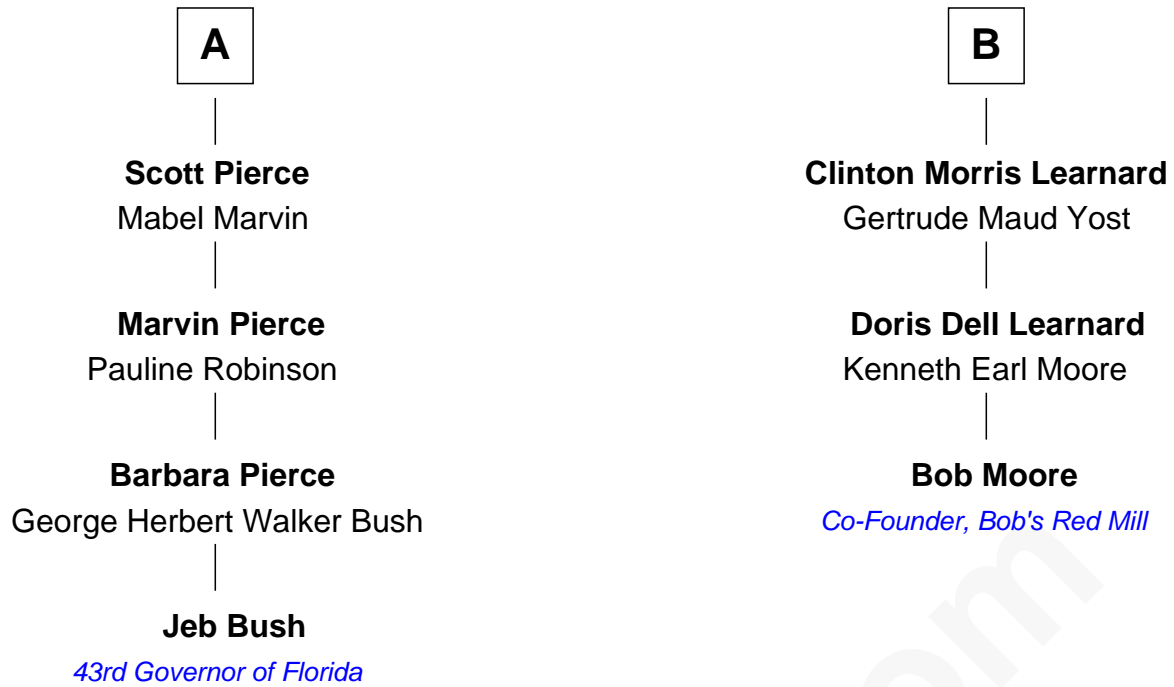 A
Scott Pierce
Mabel Marvin
Marvin Pierce
Pauline Robinson
Barbara Pierce
George Herbert Walker Bush
Jeb Bush
43rd Governor of Florida
B
Clinton Morris Learnard
Gertrude Maud Yost
Doris Dell Learnard
Kenneth Earl Moore
Bob Moore
Co-Founder, Bob's Red Mill
om